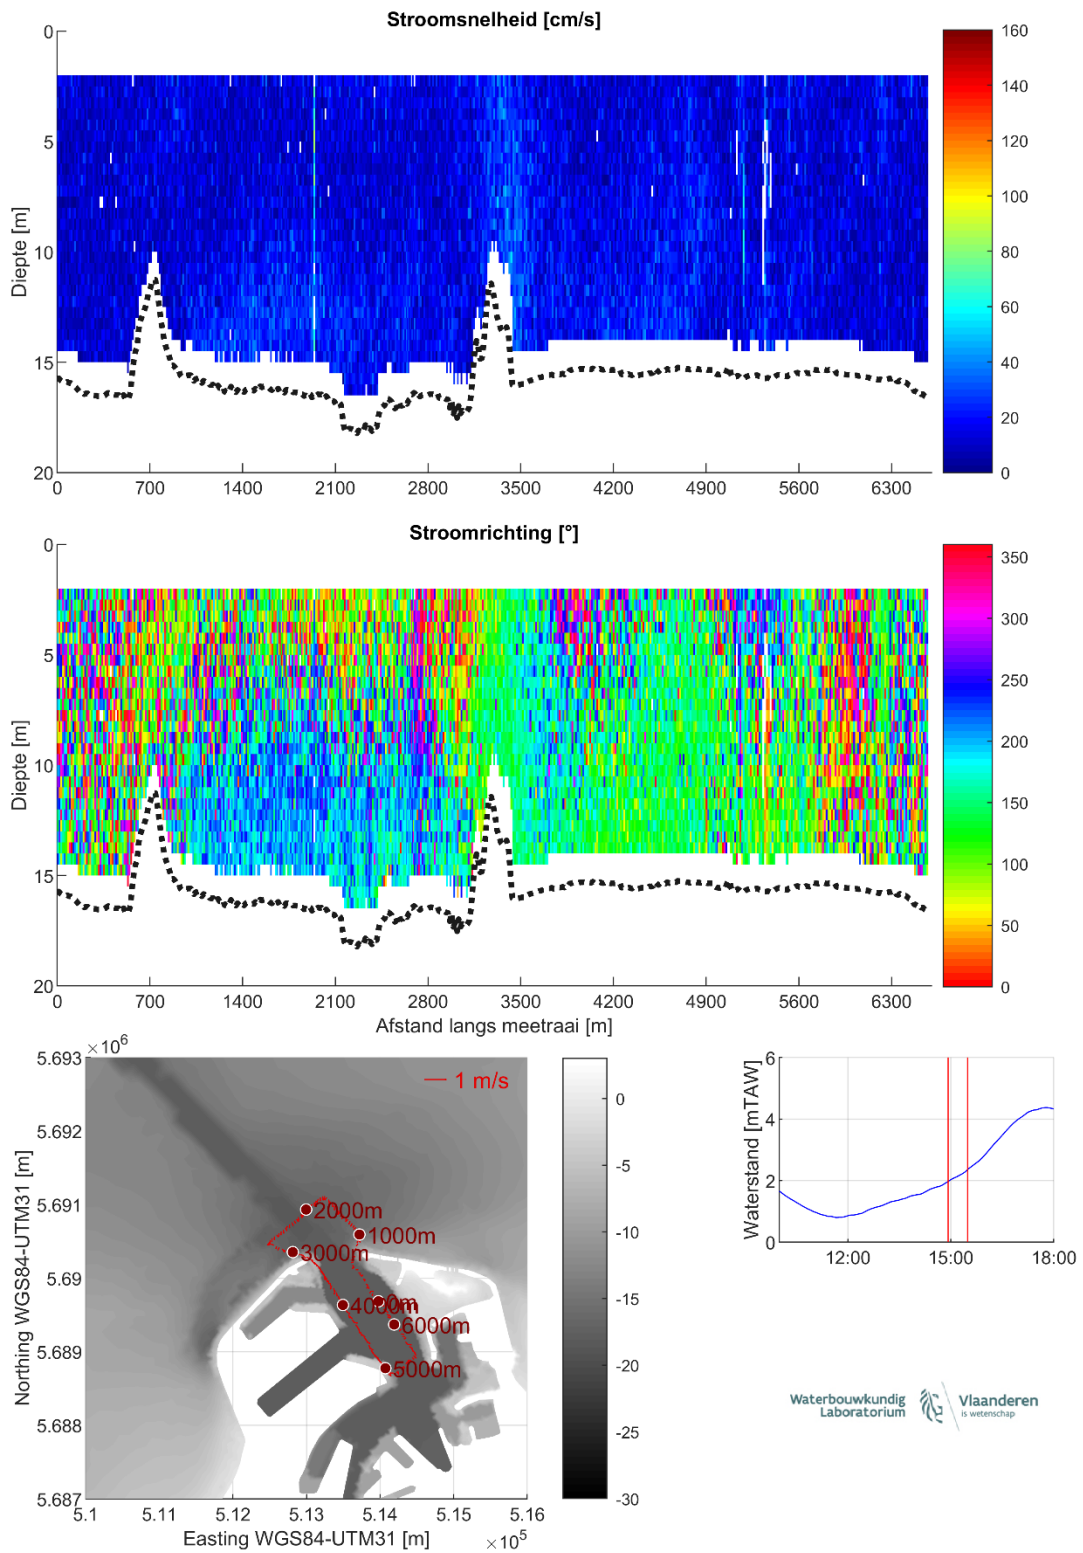 Stroomsnelheid [cm/s]
0
5
10
15
20
Diepte [m]
0 700 1400 2100 2800 3500 4200 4900 5600 6300
160
140
120
100
80
60
40
20
0
Stroomrichting [°]
0
5
10
15
20
Diepte [m]
0 700 1400 2100 2800 3500 4200 4900 5600 6300
Afstand langs meetraai [m]
350
300
250
200
150
100
50
0
×10⁶
5.693
5.692
5.691
5.69
5.689
5.688
5.687
Northing WGS84-UTM31 [m]
1 m/s
2000m
1000m
3000m
0m
4000m
6000m
5000m
5.1 5.11 5.12 5.13 5.14 5.15 5.16
Easting WGS84-UTM31 [m]
×10⁵
0
-5
-10
-15
-20
-25
-30
6
4
2
0
Waterstand [mTAW]
12:00 15:00 18:00
Waterbouwkundig
Laboratorium
Vlaanderen
is wetenschap